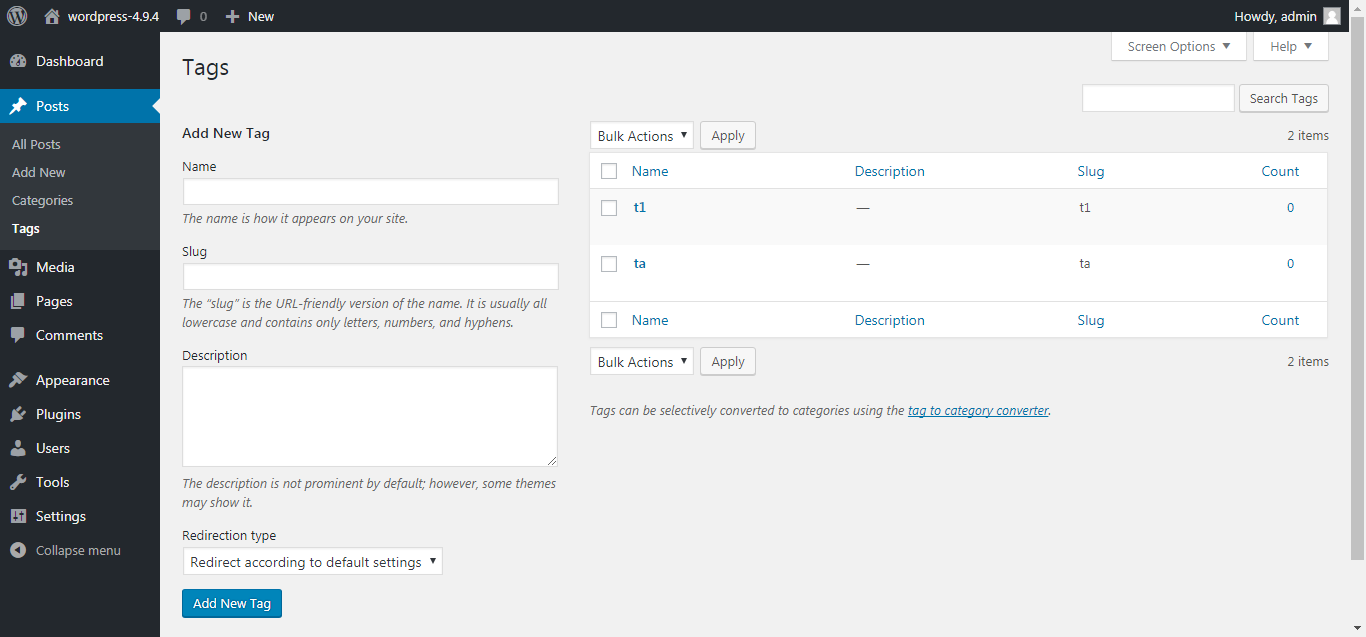 wordpress-4.9.4 0 New Howdy, admin
Dashboard
Posts
All Posts
Add New
Categories
Tags
Media
Pages
Comments
Appearance
Plugins
Users
Tools
Settings
Collapse menu
Screen Options Help
Tags
Search Tags
Add New Tag
Name
The name is how it appears on your site.
Slug
The “slug” is the URL-friendly version of the name. It is usually all
lowercase and contains only letters, numbers, and hyphens.
Description
The description is not prominent by default; however, some themes
may show it.
Redirection type
Redirect according to default settings
Add New Tag
Bulk Actions Apply 2 items
Name Description Slug Count
t1 — t1 0
ta — ta 0
Name Description Slug Count
Bulk Actions Apply 2 items
Tags can be selectively converted to categories using the tag to category converter.